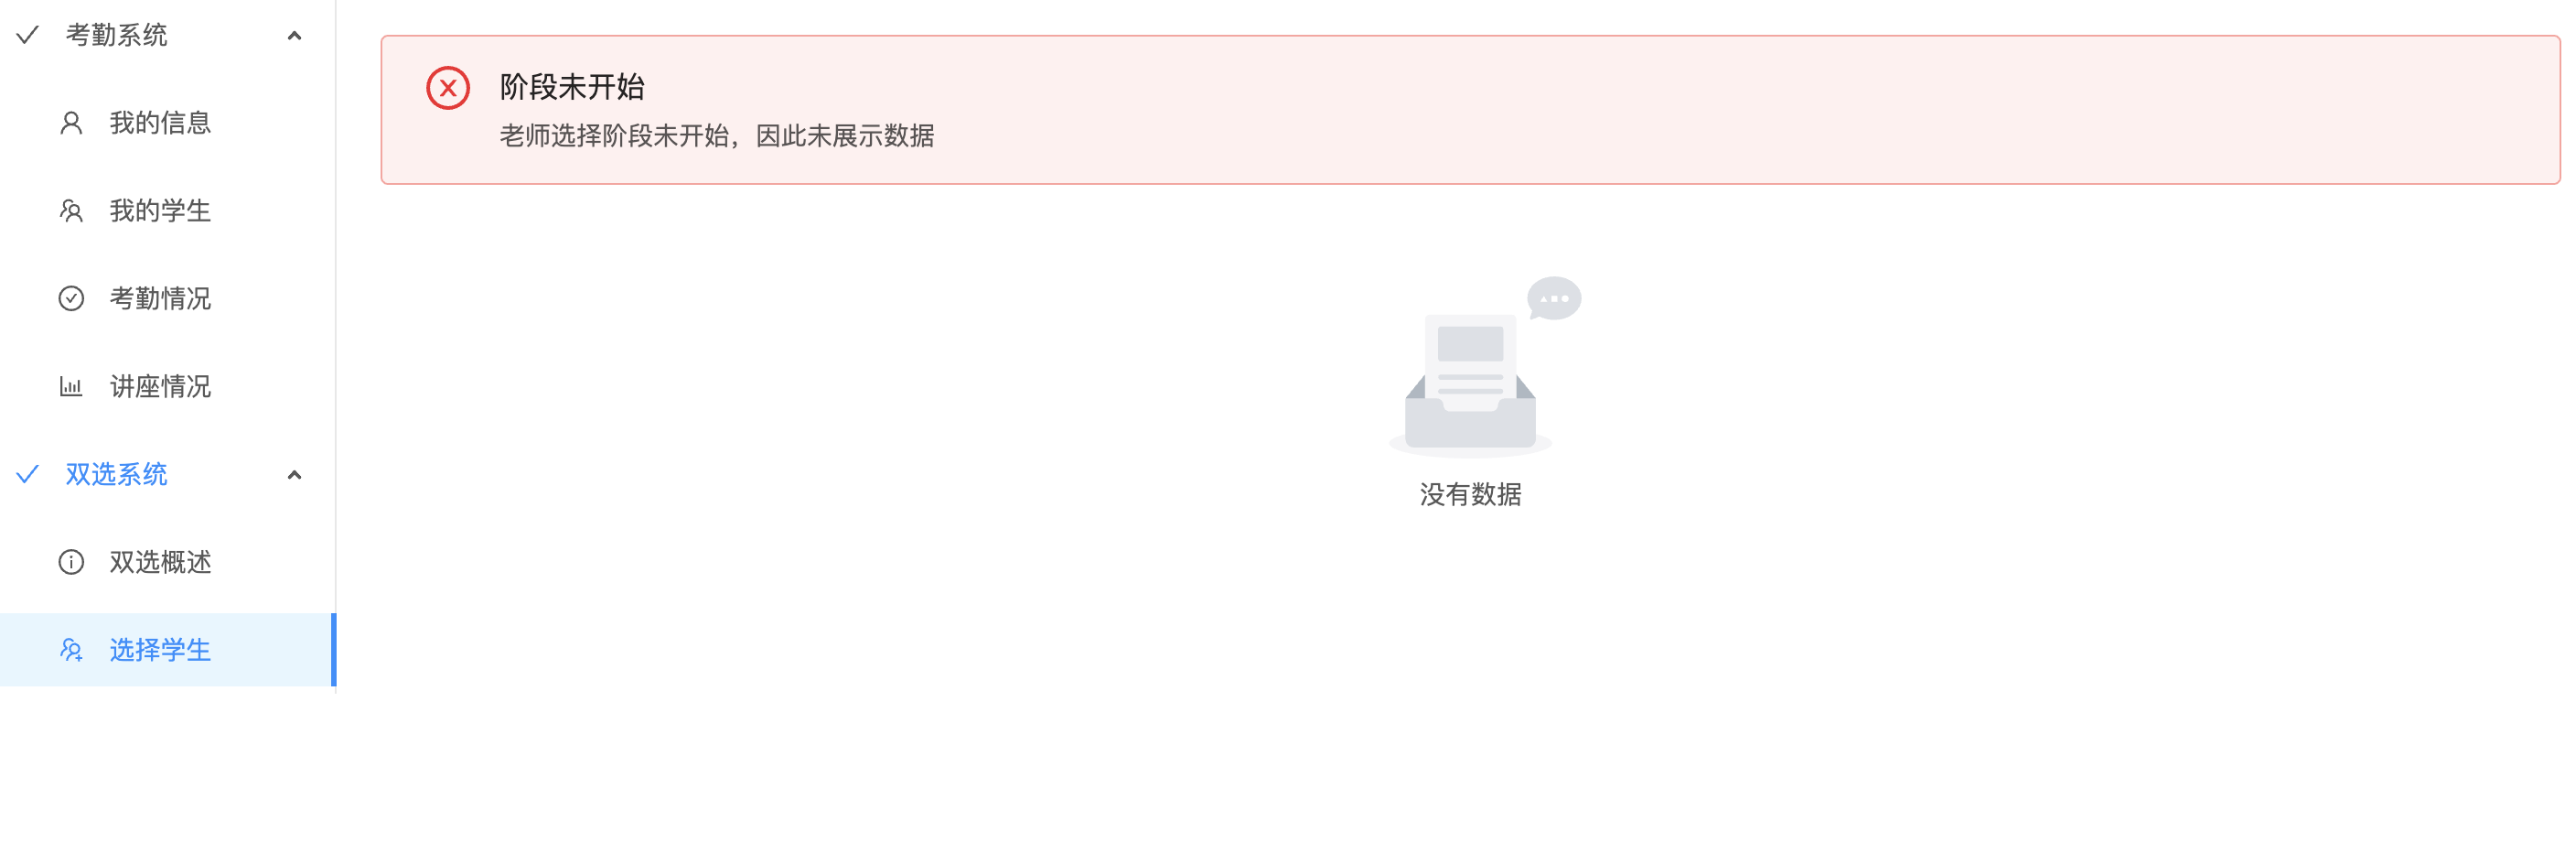 考勤系统
我的信息
我的学生
考勤情况
讲座情况
双选系统
双选概述
选择学生
阶段未开始
老师选择阶段未开始，因此未展示数据
没有数据